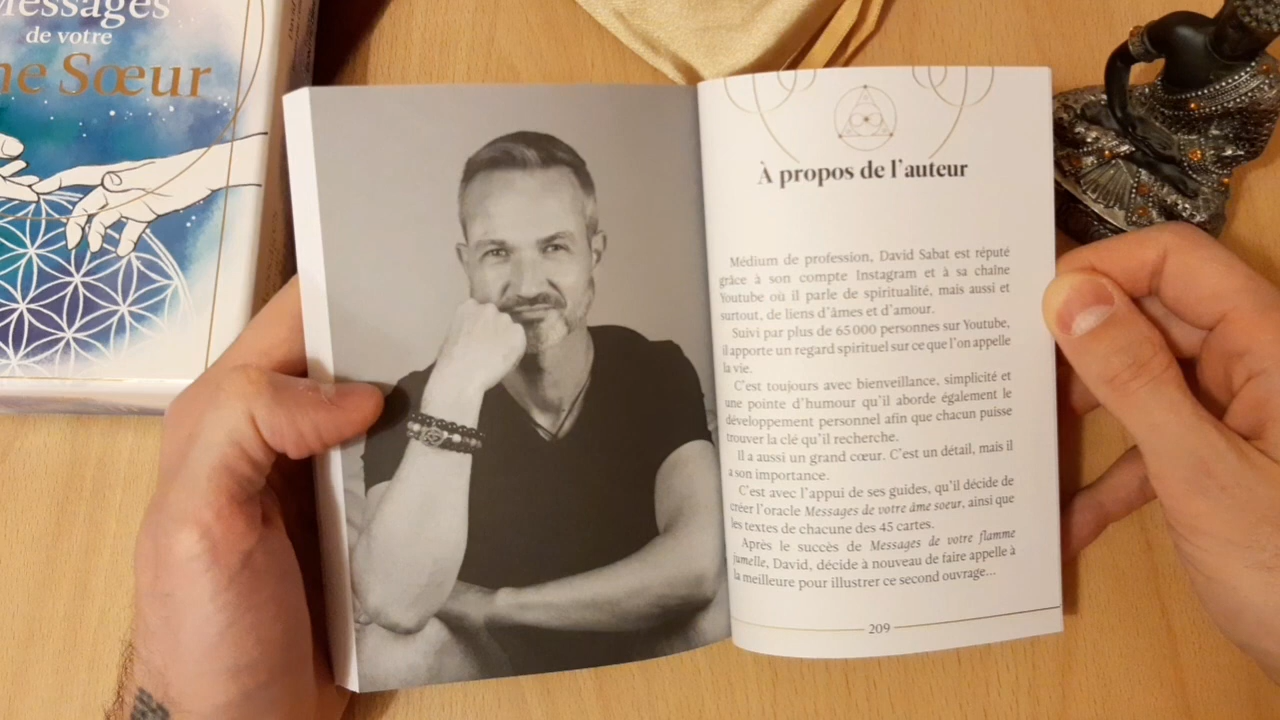 Messages
de votre
me Sœur
À propos de l'auteur
Médium de profession, David Sabat est réputé
grâce à son compte Instagram et à sa chaîne
Youtube où il parle de spiritualité, mais aussi et
surtout, de liens d'âmes et d'amour.
Suivi par plus de 65 000 personnes sur Youtube,
il apporte un regard spirituel sur ce que l'on appelle
la vie.
C'est toujours avec bienveillance, simplicité et
une pointe d'humour qu'il aborde également le
développement personnel afin que chacun puisse
trouver la clé qu'il recherche.
Il a aussi un grand cœur. C'est un détail, mais il
a son importance.
C'est avec l'appui de ses guides, qu'il décide de
créer l'oracle Messages de votre âme soeur, ainsi que
les textes de chacune des 45 cartes.
Après le succès de Messages de votre flamme
jumelle, David, décide à nouveau de faire appelle à
la meilleure pour illustrer ce second ouvrage...
209